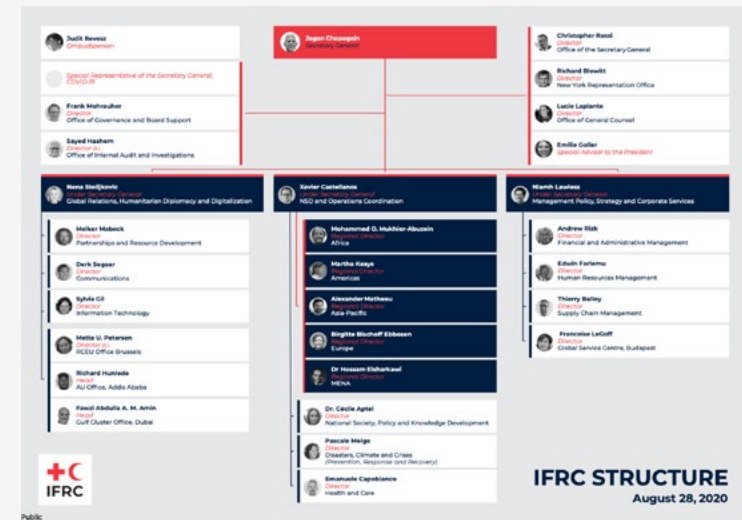 Judit Revesz
Ombudsperson
Special Representative of the Secretary General,
COVID-19
Frank Mohrauher
Director
Office of Governance and Board Support
Sayed Hashem
Director a.i.
Office of Internal Audit and Investigations
Jagan Chapagain
Secretary General
Christopher Rassi
Director
Office of the Secretary General
Richard Blewitt
Director
New York Representation Office
Lucie Laplante
Director
Office of General Counsel
Emilie Goller
Special Advisor to the President
Nena Stoiljkovic
Under Secretary General
Global Relations, Humanitarian Diplomacy and Digitalization
Meiker Mabeck
Director
Partnerships and Resource Development
Derk Segaar
Director
Communications
Sylvie Gil
Director
Information Technology
Mette U. Petersen
Director a.i.
RCEU Office Brussels
Richard Hunlede
Head
AU Office, Addis Ababa
Fawzi Abdulla A. M. Amin
Head
Gulf Cluster Office, Dubai
Xavier Castellanos
Under Secretary General
NSD and Operations Coordination
Mohammed O. Mukhier-Abuzein
Regional Director
Africa
Martha Keays
Regional Director
Americas
Alexander Matheou
Regional Director
Asia-Pacific
Birgitte Bischoff Ebbesen
Regional Director
Europe
Dr Hossam Elsharkawi
Regional Director
MENA
Dr. Cécile Aptel
Director
National Society, Policy and Knowledge Development
Pascale Meige
Director
Disasters, Climate and Crises
(Prevention, Response and Recovery)
Emanuele Capobianco
Director
Health and Care
Niamh Lawless
Under Secretary General
Management Policy, Strategy and Corporate Services
Andrew Rizk
Director
Financial and Administrative Management
Edwin Forlemu
Director
Human Resources Management
Thierry Balley
Director
Supply Chain Management
Francoise LeGoff
Director
Global Service Centre, Budapest
IFRC
IFRC STRUCTURE
August 28, 2020
Public